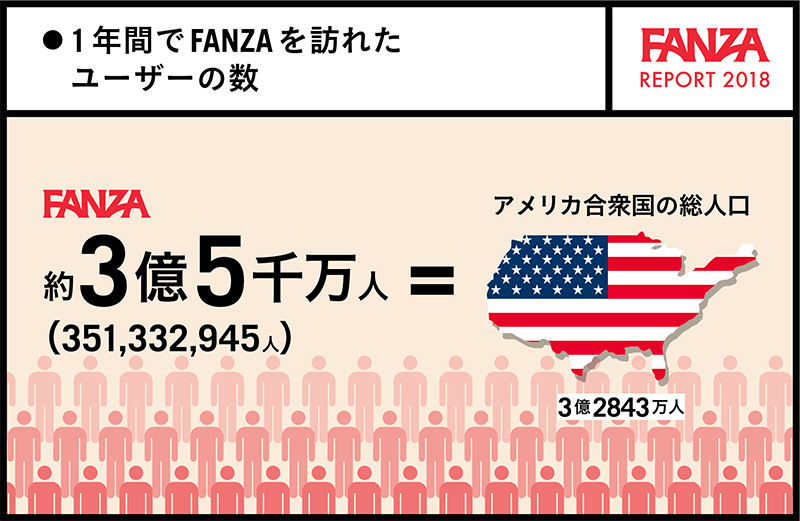 ●1年間でFANZAを訪れた
ユーザーの数
FANZA
REPORT 2018
FANZA
約3億5千万人
(351,332,945人)
=
アメリカ合衆国の総人口
3億2843万人